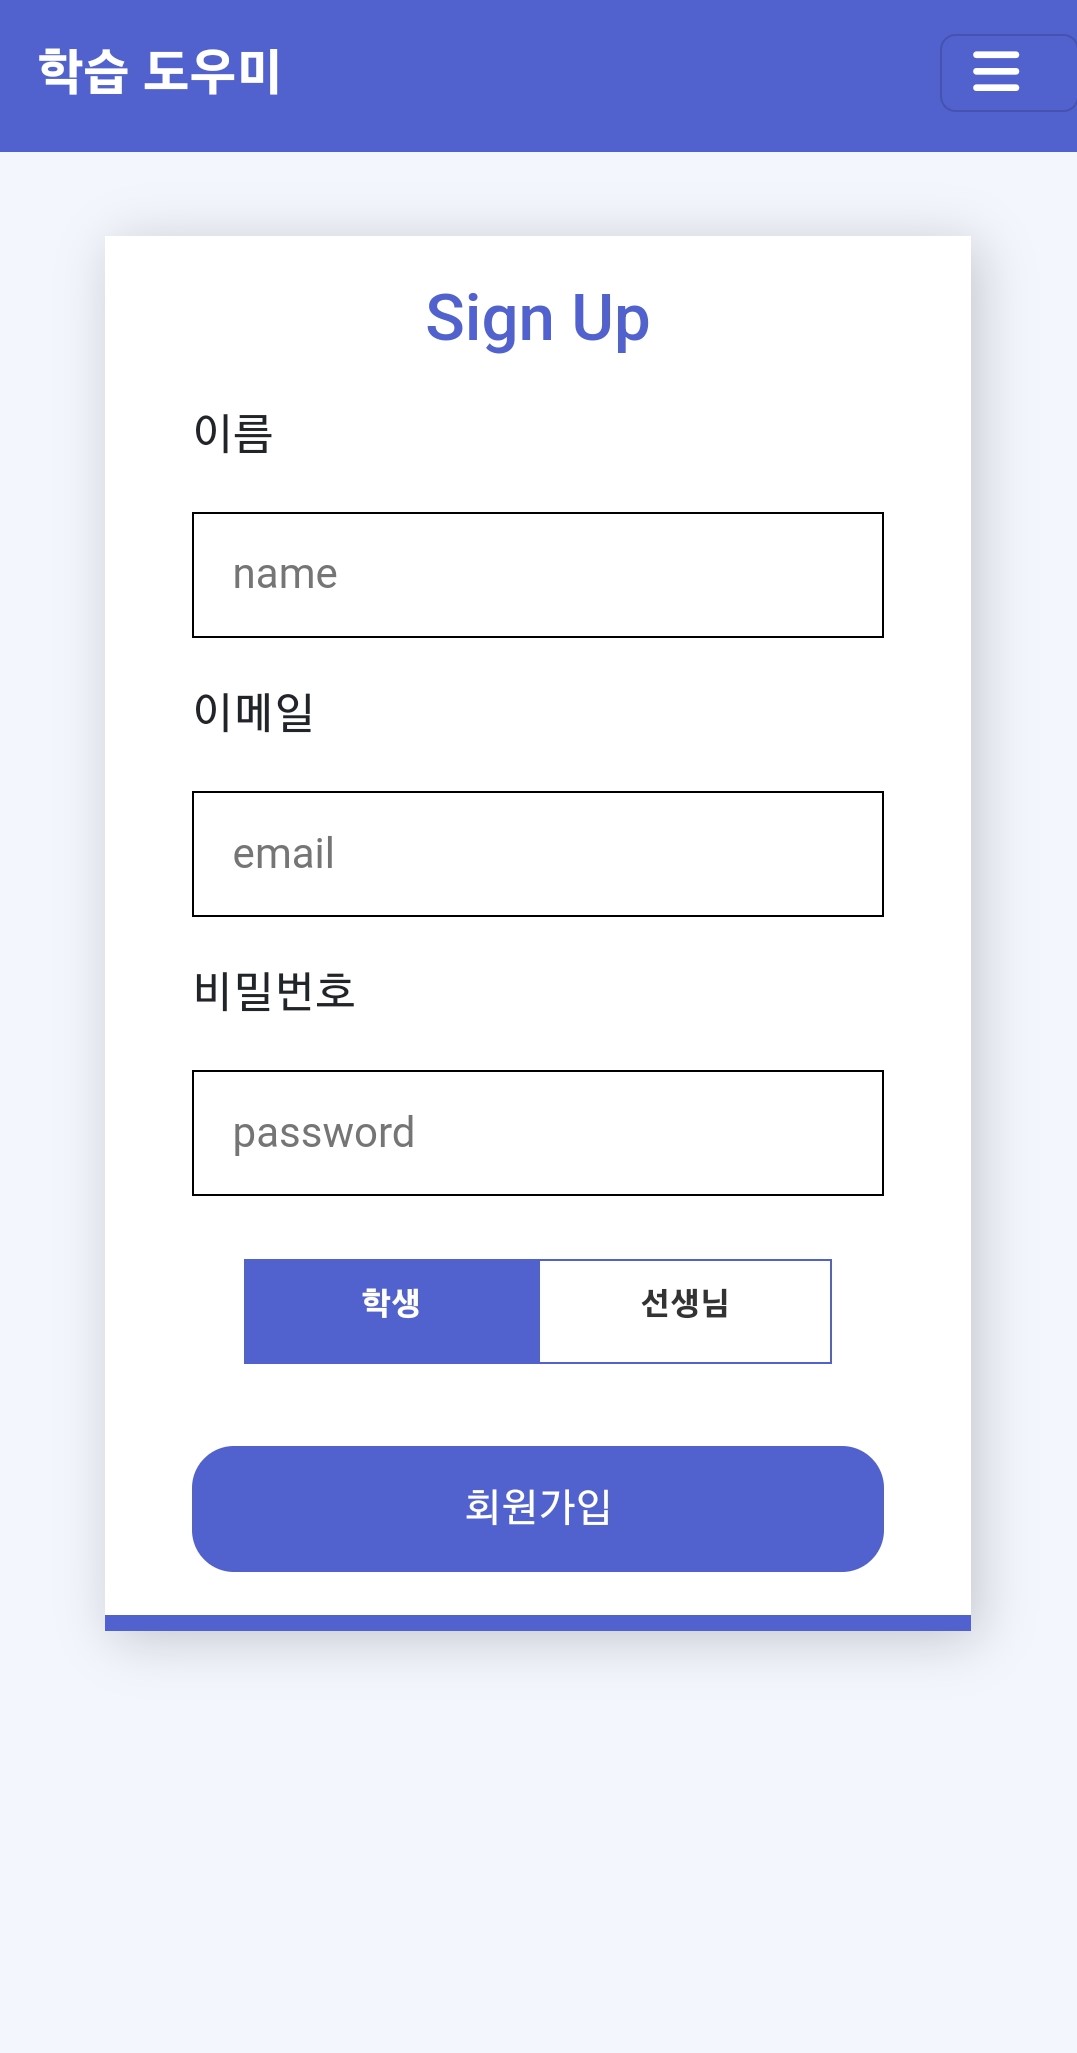 학습 도우미
Sign Up
이름
name
이메일
email
비밀번호
password
학생 선생님
회원가입